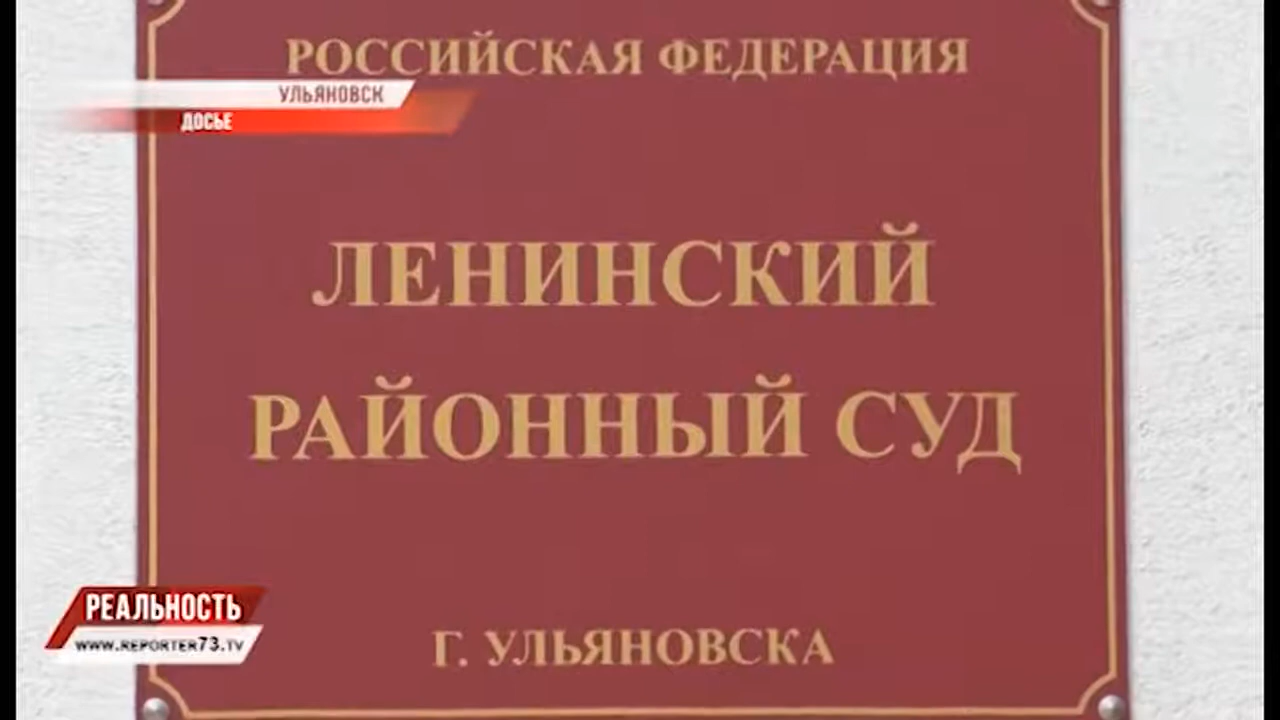 РОССИЙСКАЯ ФЕДЕРАЦИЯ
УЛЬЯНОВСК
ДОСЬЕ
ЛЕНИНСКИЙ
РАЙОННЫЙ СУД
РЕАЛЬНОСТЬ
WWW.REPORTER73.TV
Г. УЛЬЯНОВСКА